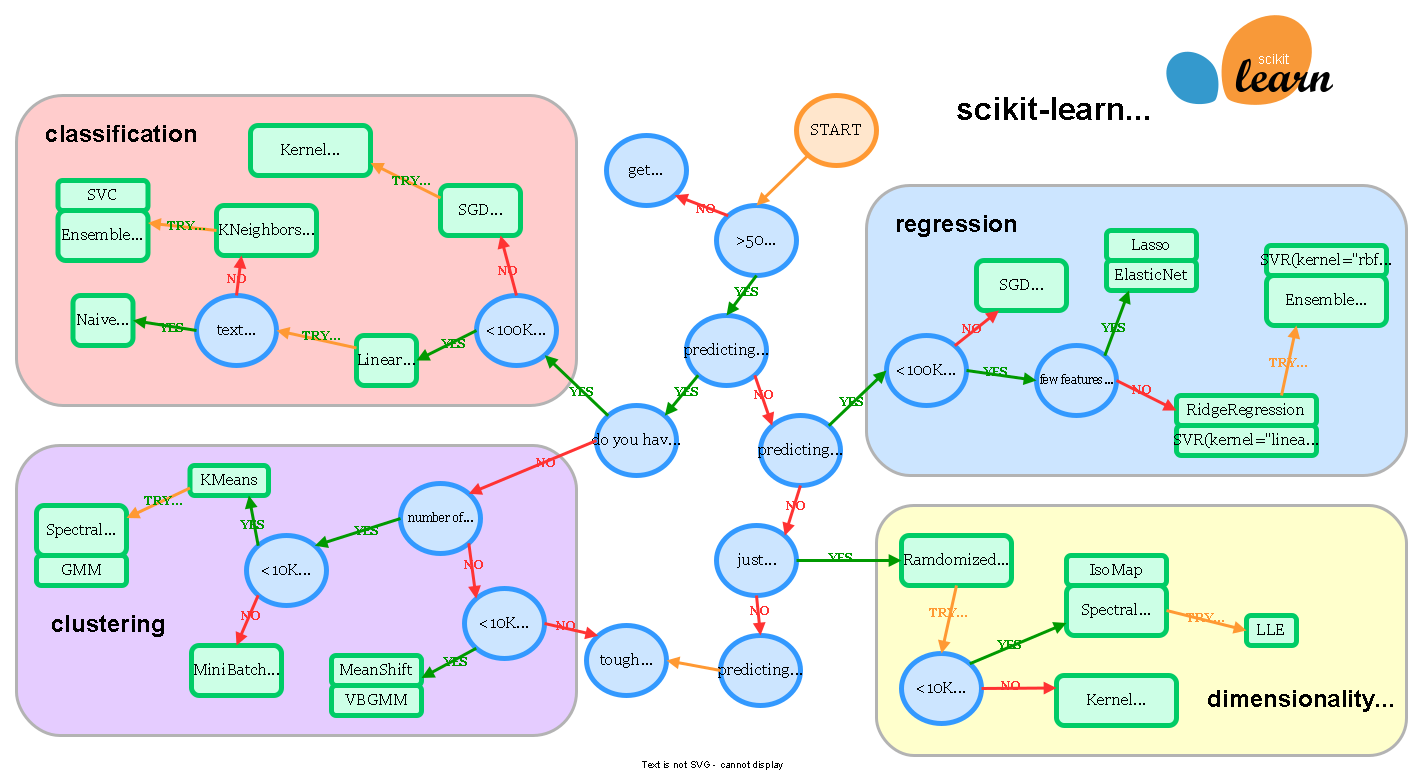 scikit
learn
scikit-learn...
START
get...
NO
>50...
YES
predicting...
YES
NO
do you hav...
YES
NO
predicting...
YES
NO
just...
YES
NO
predicting...
tough...
classification
Kernel...
TRY...
SGD...
NO
SVC
Ensemble...
TRY...
KNeighbors...
NO
Naive...
YES
text...
TRY...
Linear...
YES
<100K...
regression
SGD...
NO
<100K...
YES
Lasso
ElasticNet
YES
few features...
NO
SVR(kernel="rbf...
Ensemble...
TRY...
RidgeRegression
SVR(kernel="linea...
clustering
KMeans
TRY...
Spectral...
GMM
YES
<10K...
YES
number of...
NO
NO
MiniBatch...
<10K...
NO
YES
MeanShift
VBGMM
dimensionality...
Ramdomized...
TRY...
<10K...
YES
IsoMap
Spectral...
TRY...
LLE
NO
Kernel...
Text is not SVG - cannot display